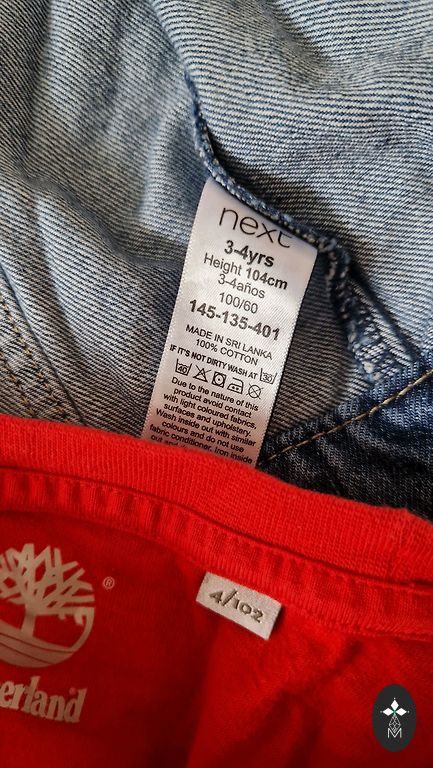 next
3-4yrs
Height 104cm
3-4años
100/60
145-135-401
MADE IN SRI LANKA
100% COTTON
IF IT'S NOT DIRTY WASH AT 30
40
Due to the nature of this
product avoid contact
with light coloured fabrics,
surfaces and upholstery.
Wash inside out with similar
colours and do not use
fabric conditioner. Iron inside
out and
4/102
®
erland
M